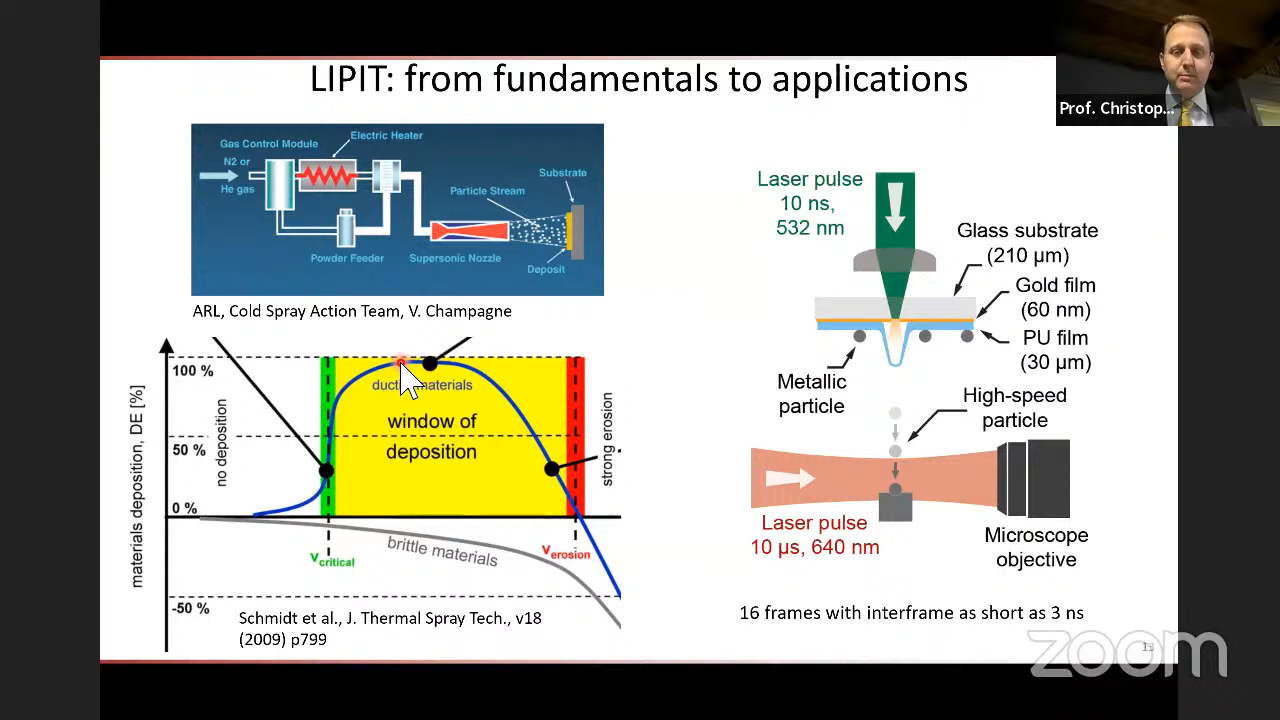 LIPIT: from fundamentals to applications
Prof. Christop...
Gas Control Module
Electric Heater
N2 or
He gas
Particle Stream
Substrate
Powder Feeder
Supersonic Nozzle
Deposit
ARL, Cold Spray Action Team, V. Champagne
materials deposition, DE [%]
100 %
50 %
0 %
-50 %
no deposition
materials
window of
deposition
strong erosion
brittle materials
vcritical
verosion
Schmidt et al., J. Thermal Spray Tech., v18
(2009) p799
Laser pulse
10 ns,
532 nm
Glass substrate
(210 µm)
Gold film
(60 nm)
PU film
(30 µm)
Metallic
particle
High-speed
particle
Laser pulse
10 µs, 640 nm
Microscope
objective
16 frames with interframe as short as 3 ns
13
zoom